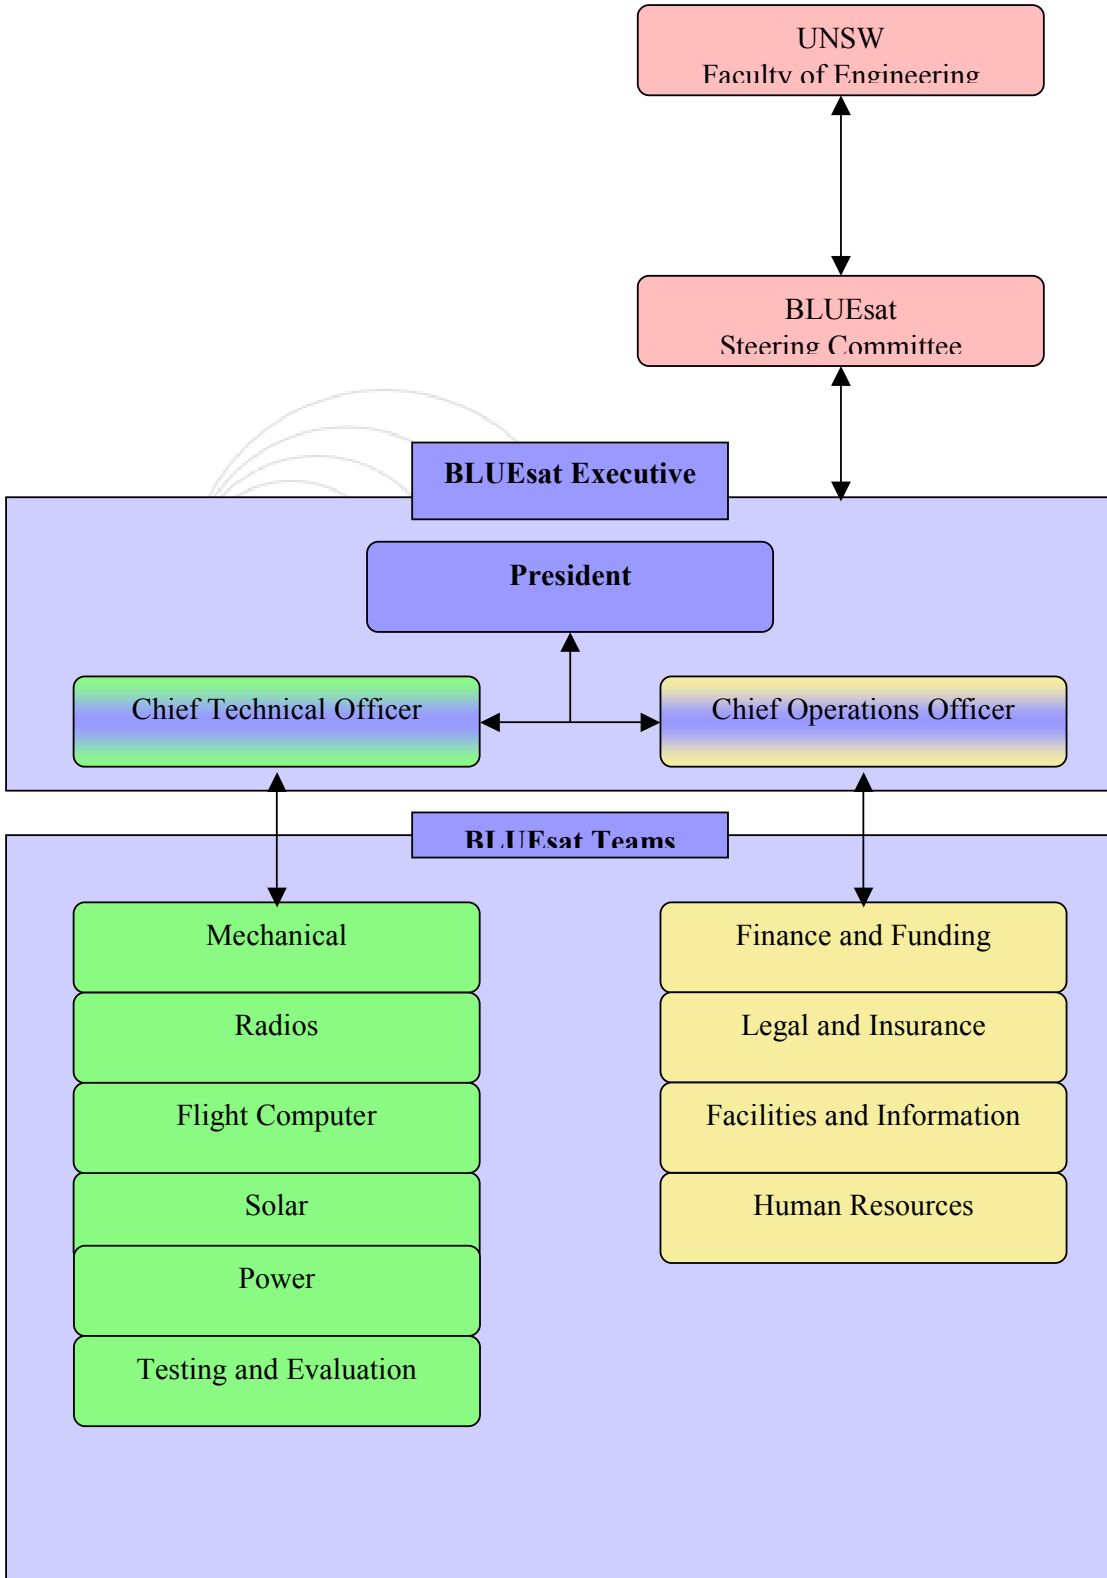 UNSW
Faculty of Engineering
BLUEsat
Steering Committee
BLUEsat Executive
President
Chief Technical Officer
Chief Operations Officer
BLUEsat Teams
Mechanical
Finance and Funding
Radios
Legal and Insurance
Flight Computer
Facilities and Information
Solar
Human Resources
Power
Testing and Evaluation